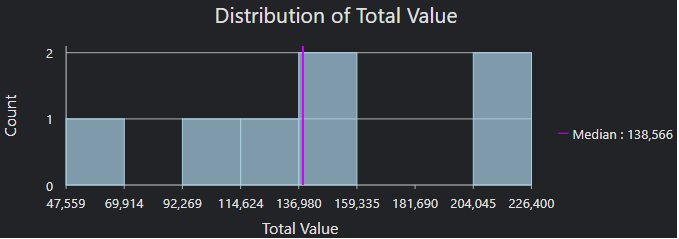 Distribution of Total Value
Count
2
1
0
47,559 69,914 92,269 114,624 136,980 159,335 181,690 204,045 226,400
Total Value
Median : 138,566